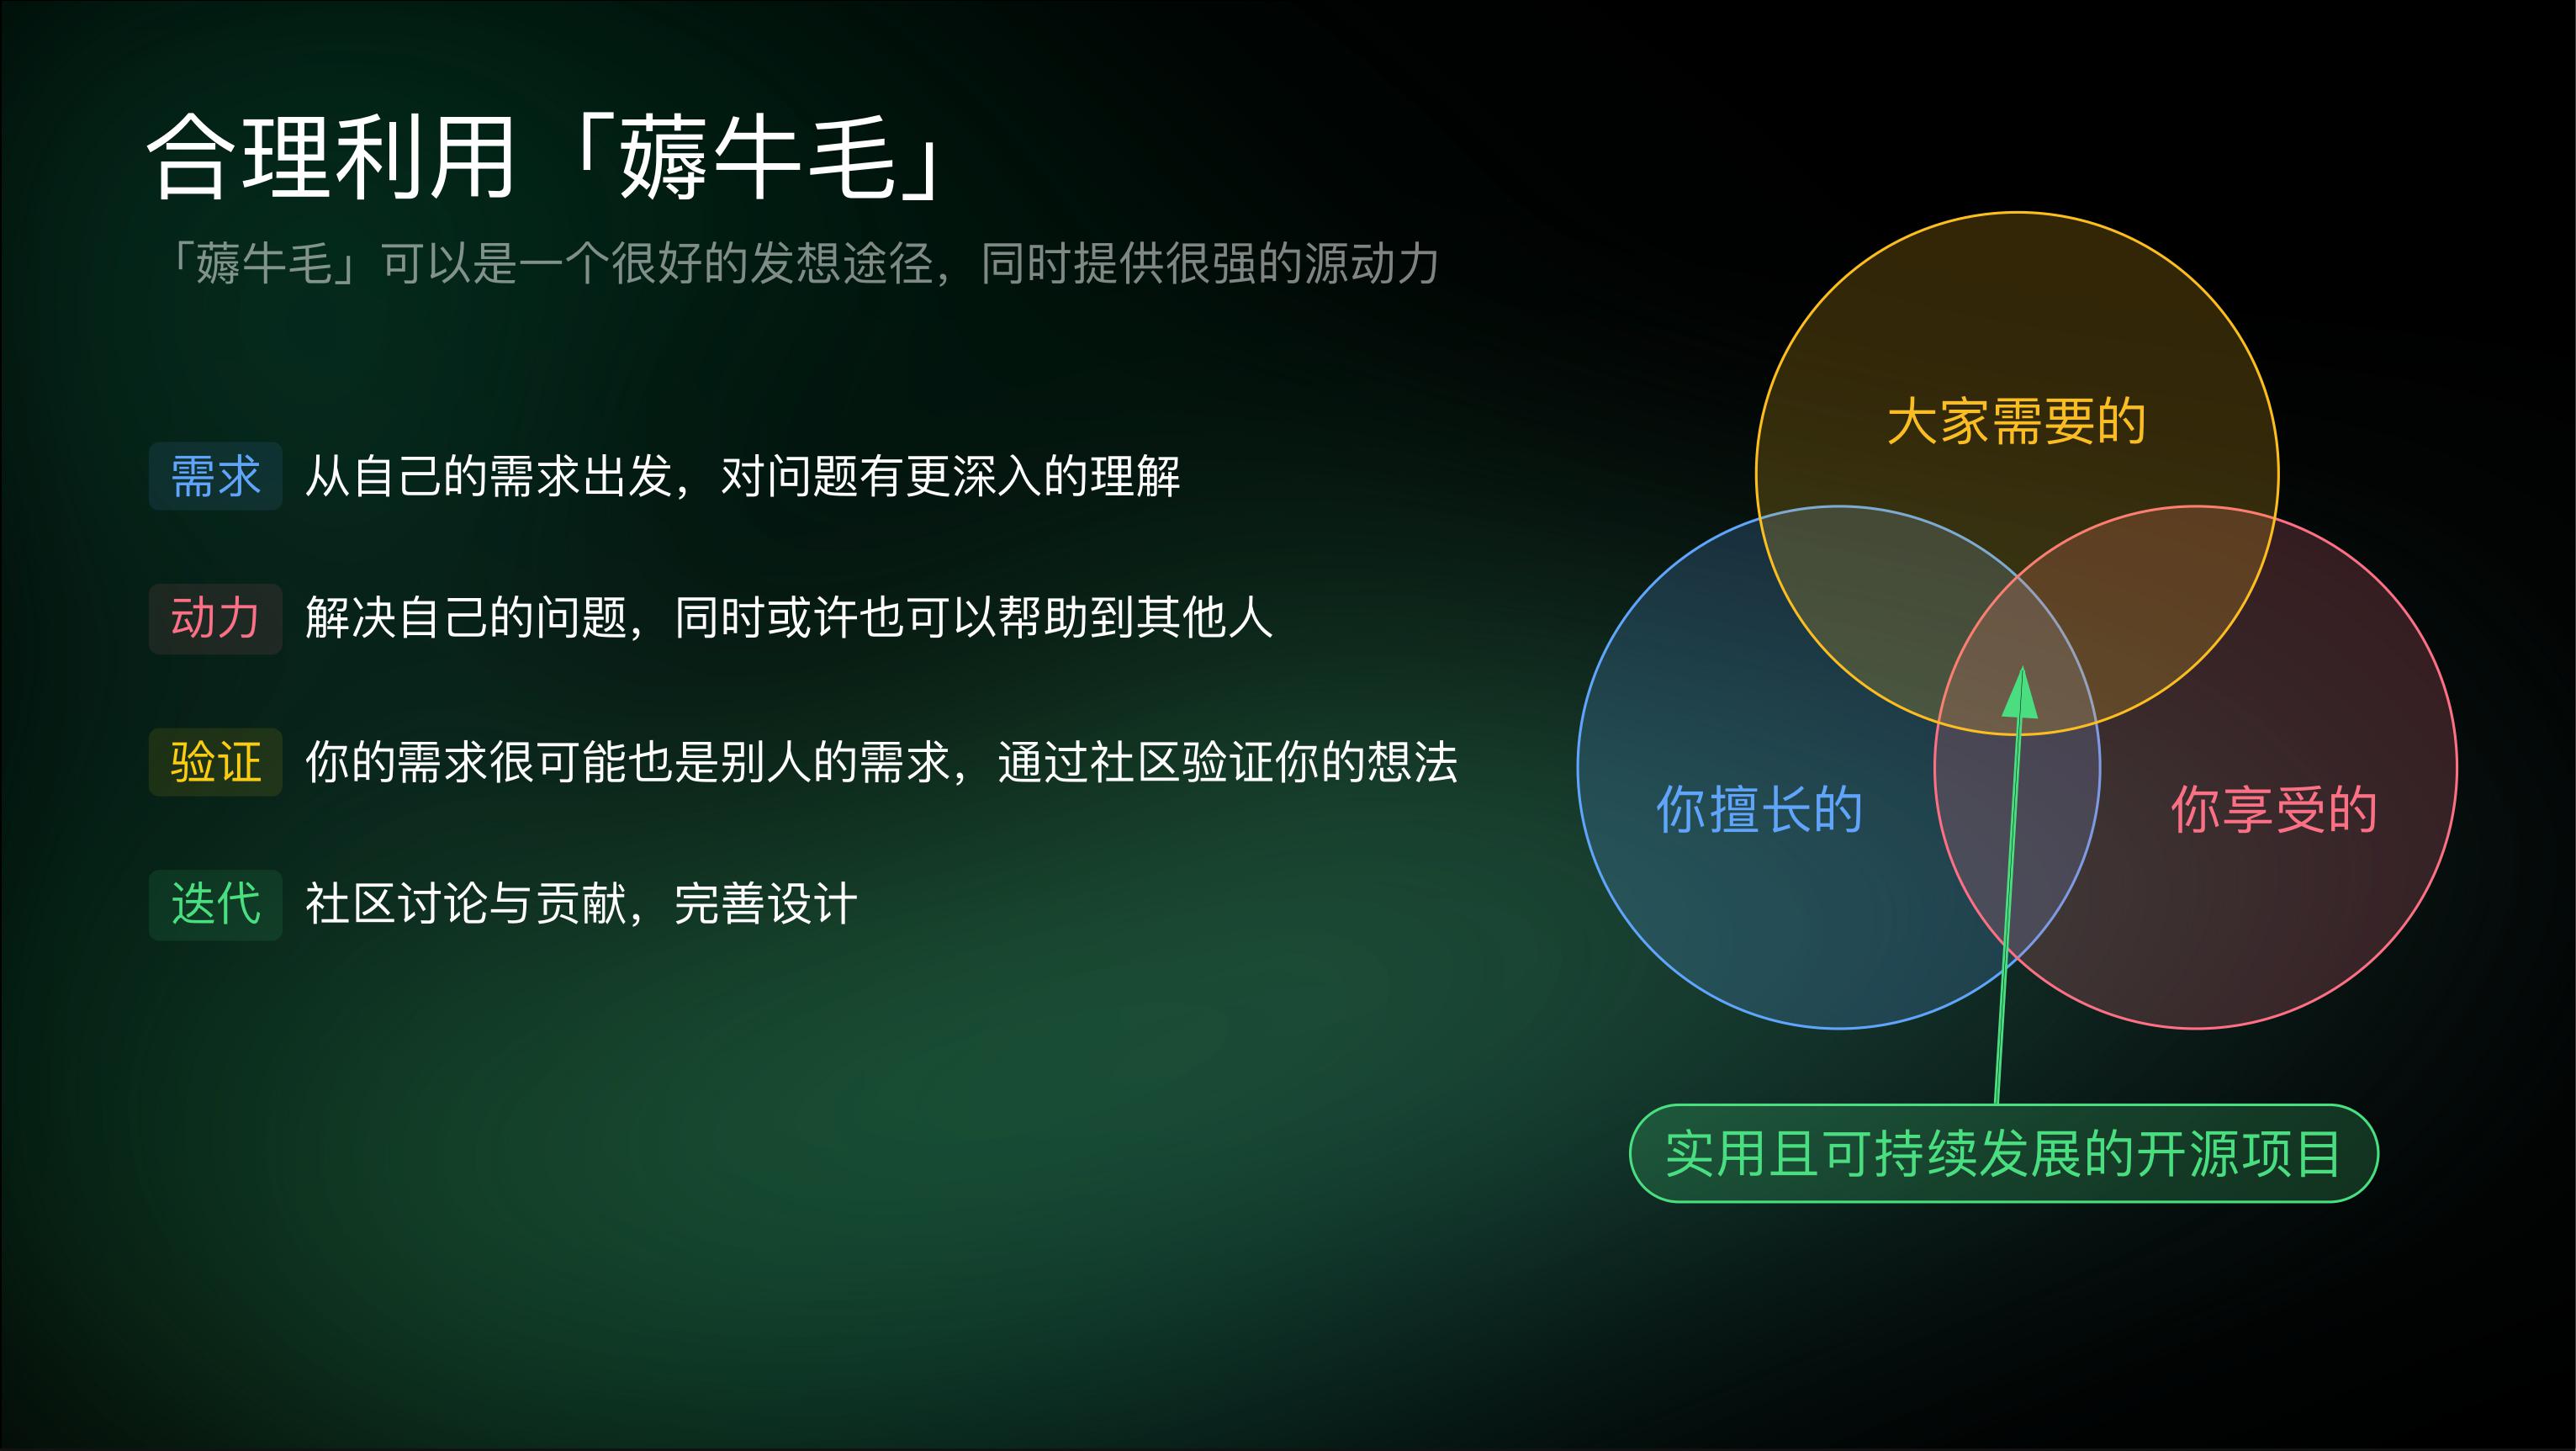 合理利用「薅牛毛」
「薅牛毛」可以是一个很好的发想途径，同时提供很强的源动力
需求 从自己的需求出发，对问题有更深入的理解
动力 解决自己的问题，同时或许也可以帮助到其他人
验证 你的需求很可能也是别人的需求，通过社区验证你的想法
迭代 社区讨论与贡献，完善设计
大家需要的
你擅长的
你享受的
实用且可持续发展的开源项目